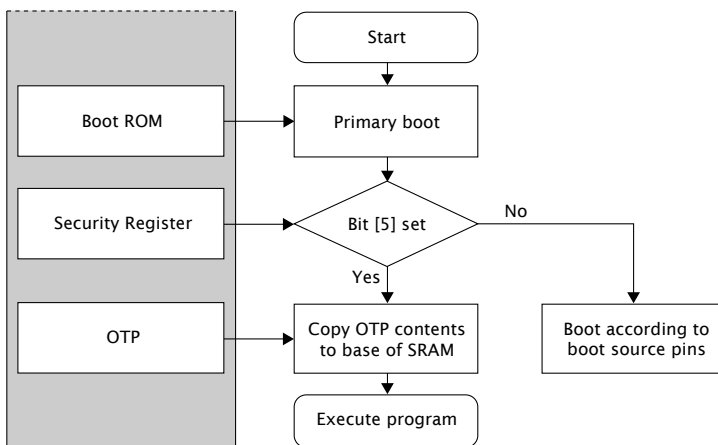 Start
Boot ROM
Primary boot
Security Register
Bit [5] set
No
Yes
OTP
Copy OTP contents
to base of SRAM
Boot according to
boot source pins
Execute program